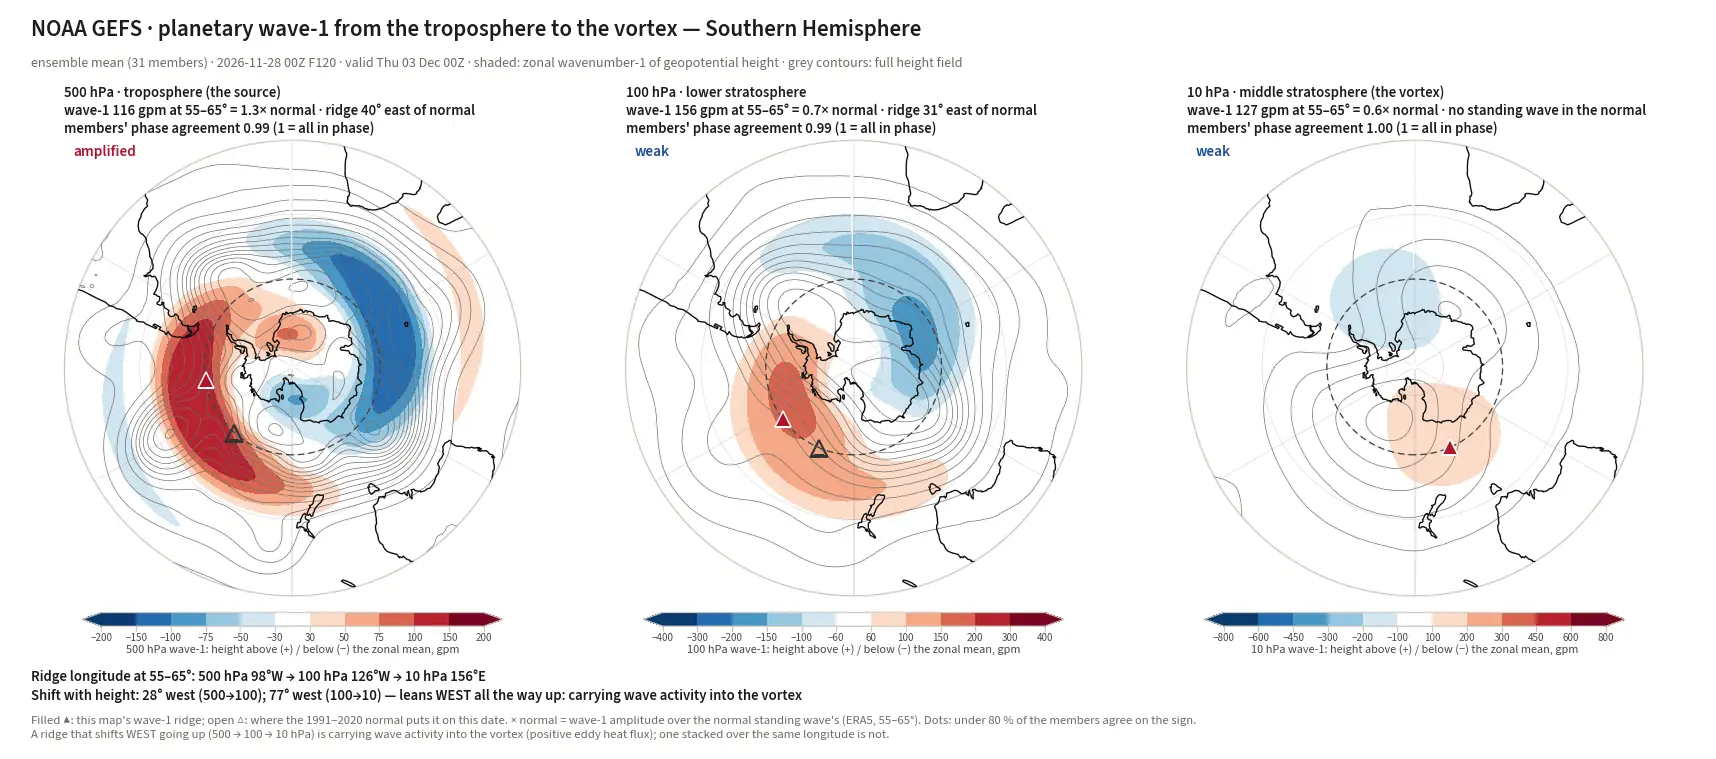 NOAA GEFS · planetary wave-1 from the troposphere to the vortex — Southern Hemisphere
ensemble mean (31 members) · 2026-11-28 00Z F120 · valid Thu 03 Dec 00Z · shaded: zonal wavenumber-1 of geopotential height · grey contours: full height field
500 hPa · troposphere (the source)
wave-1 116 gpm at 55–65° = 1.3× normal · ridge 40° east of normal
members' phase agreement 0.99 (1 = all in phase)
amplified
100 hPa · lower stratosphere
wave-1 156 gpm at 55–65° = 0.7× normal · ridge 31° east of normal
members' phase agreement 0.99 (1 = all in phase)
weak
10 hPa · middle stratosphere (the vortex)
wave-1 127 gpm at 55–65° = 0.6× normal · no standing wave in the normal
members' phase agreement 1.00 (1 = all in phase)
weak
−200 −150 −100 −75 −50 −30 30 50 75 100 150 200
500 hPa wave-1: height above (+) / below (−) the zonal mean, gpm
−400 −300 −200 −150 −100 −60 60 100 150 200 300 400
100 hPa wave-1: height above (+) / below (−) the zonal mean, gpm
−800 −600 −450 −300 −200 −100 100 200 300 450 600 800
10 hPa wave-1: height above (+) / below (−) the zonal mean, gpm
Ridge longitude at 55–65°: 500 hPa 98°W → 100 hPa 126°W → 10 hPa 156°E
Shift with height: 28° west (500→100); 77° west (100→10) — leans WEST all the way up: carrying wave activity into the vortex
Filled ▲: this map's wave-1 ridge; open △: where the 1991–2020 normal puts it on this date. × normal = wave-1 amplitude over the normal standing wave's (ERA5, 55–65°). Dots: under 80 % of the members agree on the sign.
A ridge that shifts WEST going up (500 → 100 → 10 hPa) is carrying wave activity into the vortex (positive eddy heat flux); one stacked over the same longitude is not.